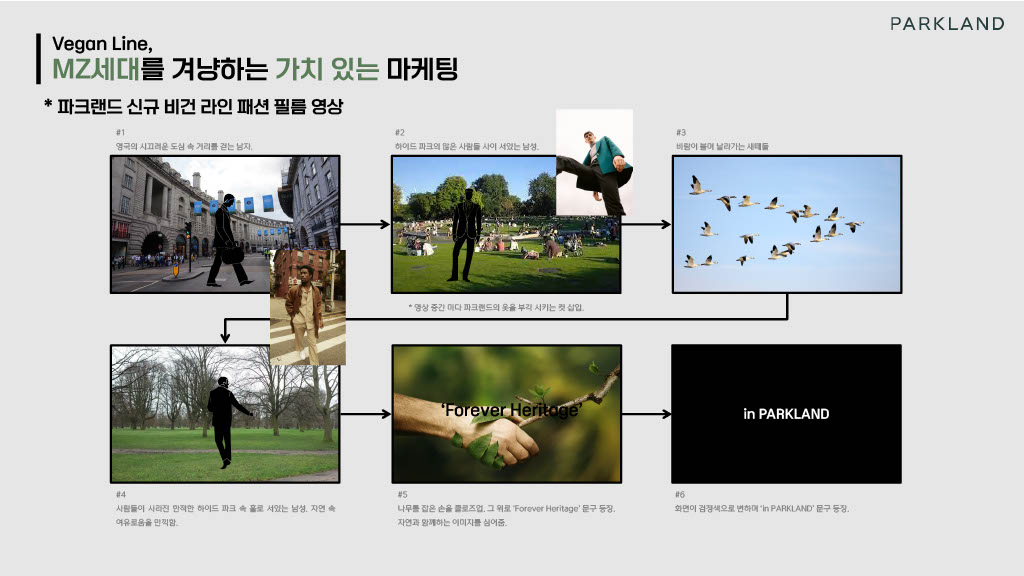 PARKLAND
Vegan Line,
MZ세대를 겨냥하는 가치 있는 마케팅
* 파크랜드 신규 비건 라인 패션 필름 영상
#1
영국의 시끄러운 도심 속 거리를 걷는 남자.
#2
하이드 파크의 많은 사람들 사이 서있는 남성.
#3
바람이 불며 날라가는 새떼들
* 영상 중간 마다 파크랜드의 옷을 부각 시키는 컷 삽입.
'Forever Heritage'
in PARKLAND
#4
사람들이 사라진 한적한 하이드 파크 속 홀로 서있는 남성. 자연 속
여유로움을 만끽함.
#5
나무를 잡은 손을 클로즈업. 그 위로 'Forever Heritage' 문구 등장.
자연과 함께하는 이미지를 심어줌.
#6
화면이 검정색으로 변하며 'in PARKLAND' 문구 등장.